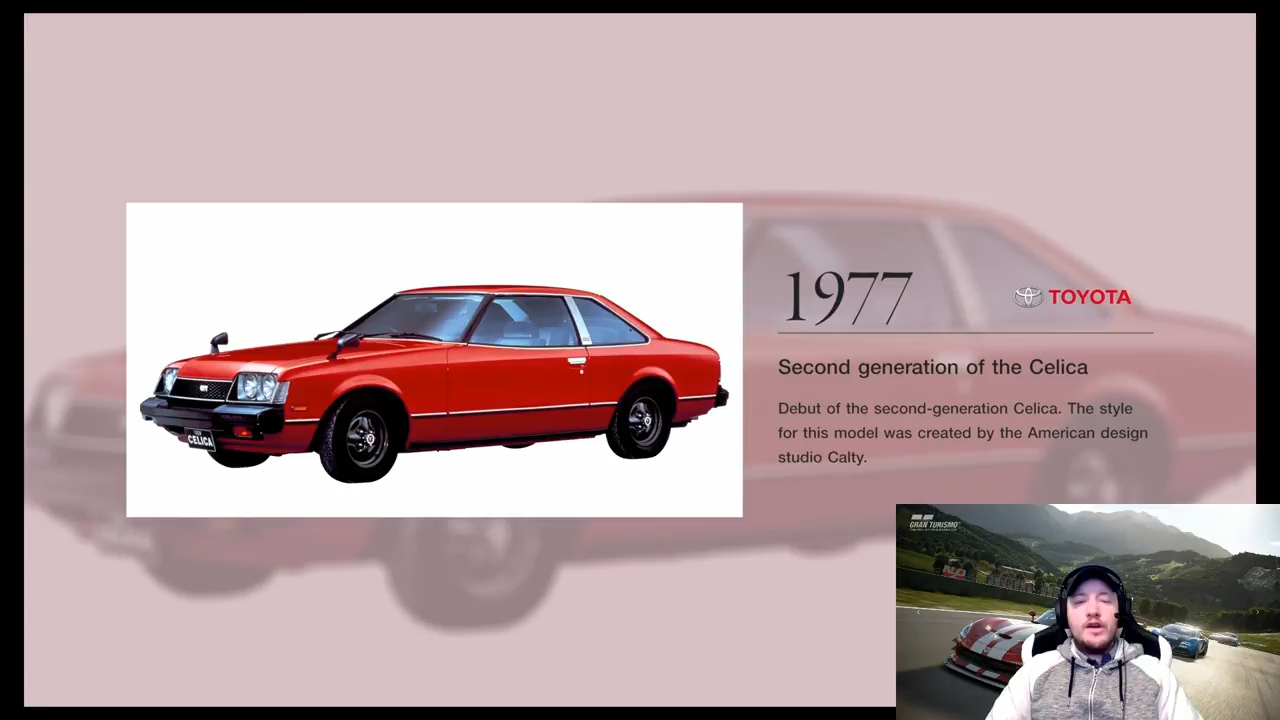 1977
TOYOTA
Second generation of the Celica
Debut of the second-generation Celica. The style
for this model was created by the American design
studio Calty.
GT
CELICA
GRAN TURISMO